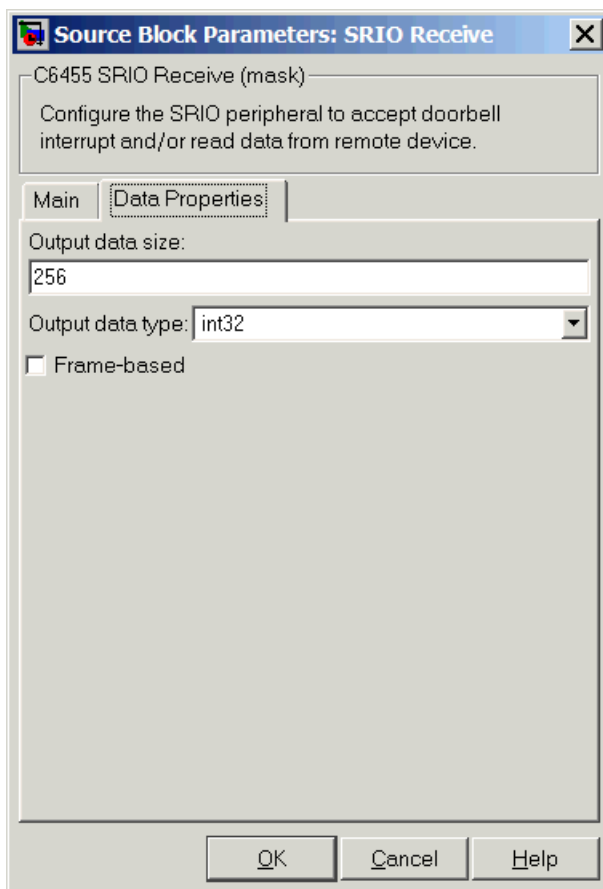 Source Block Parameters: SRIO Receive
C6455 SRIO Receive (mask)
Configure the SRIO peripheral to accept doorbell
interrupt and/or read data from remote device.
Main Data Properties
Output data size:
256
Output data type: int32
Frame-based
OK Cancel Help